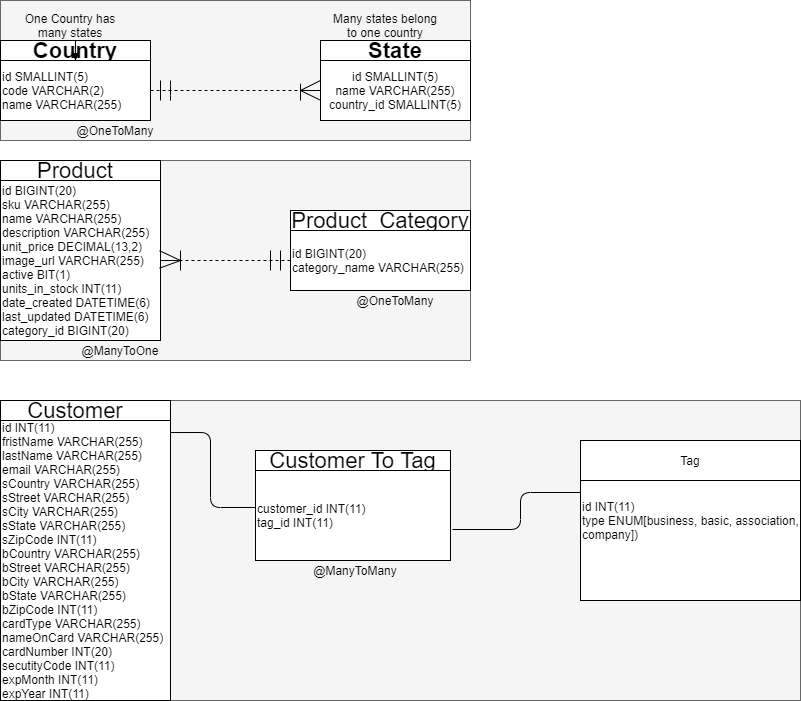 One Country has
many states
Country
id SMALLINT(5)
code VARCHAR(2)
name VARCHAR(255)
@OneToMany
Many states belong
to one country
State
id SMALLINT(5)
name VARCHAR(255)
country_id SMALLINT(5)
Product
id BIGINT(20)
sku VARCHAR(255)
name VARCHAR(255)
description VARCHAR(255)
unit_price DECIMAL(13,2)
image_url VARCHAR(255)
active BIT(1)
units_in_stock INT(11)
date_created DATETIME(6)
last_updated DATETIME(6)
category_id BIGINT(20)
@ManyToOne
Product_Category
id BIGINT(20)
category_name VARCHAR(255)
@OneToMany
Customer
id INT(11)
fristName VARCHAR(255)
lastName VARCHAR(255)
email VARCHAR(255)
sCountry VARCHAR(255)
sStreet VARCHAR(255)
sCity VARCHAR(255)
sState VARCHAR(255)
sZipCode INT(11)
bCountry VARCHAR(255)
bStreet VARCHAR(255)
bCity VARCHAR(255)
bState VARCHAR(255)
bZipCode INT(11)
cardType VARCHAR(255)
nameOnCard VARCHAR(255)
cardNumber INT(20)
secutityCode INT(11)
expMonth INT(11)
expYear INT(11)
Customer To Tag
customer_id INT(11)
tag_id INT(11)
@ManyToMany
Tag
id INT(11)
type ENUM[business, basic, association,
company])